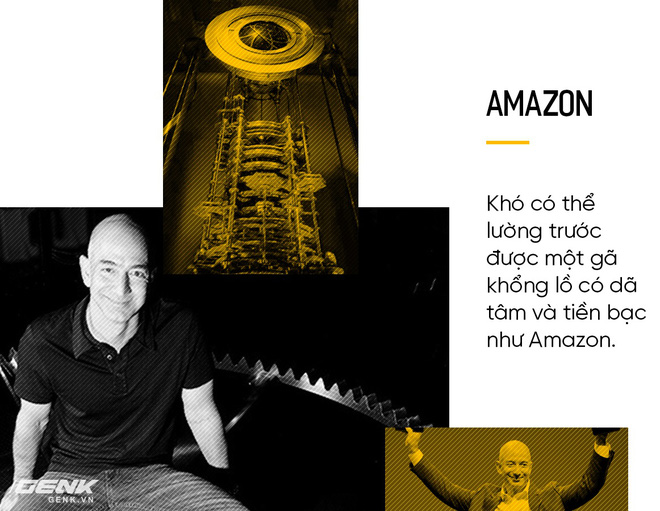 AMAZON
Khó có thể
lường trước
được một gã
khổng lồ có dã
tâm và tiền bạc
như Amazon.
GENK
GENK.VN